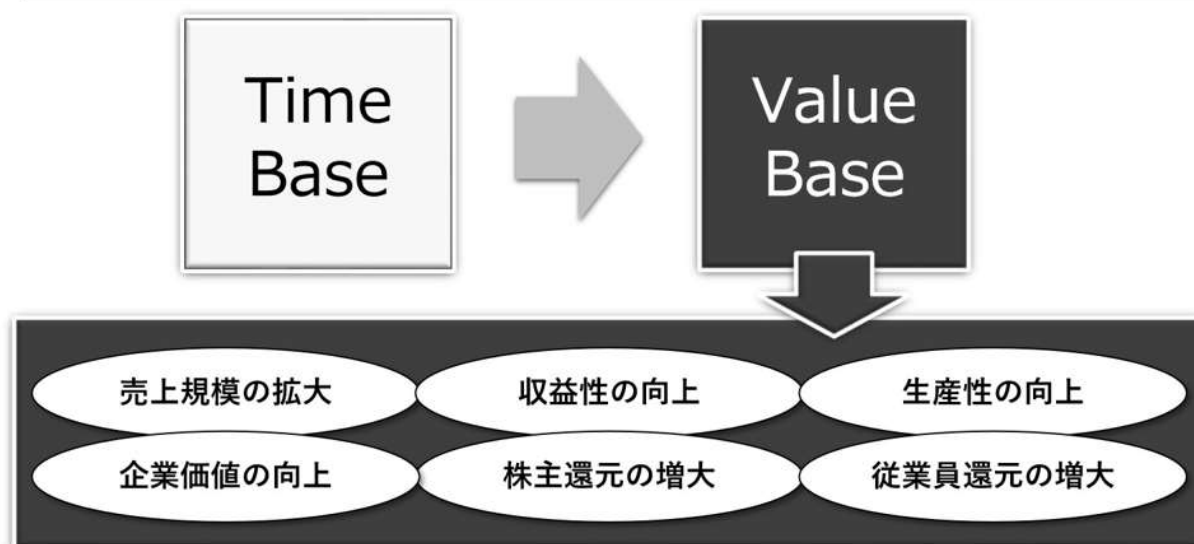 Time
Base
Value
Base
売上規模の拡大
収益性の向上
生産性の向上
企業価値の向上
株主還元の増大
従業員還元の増大